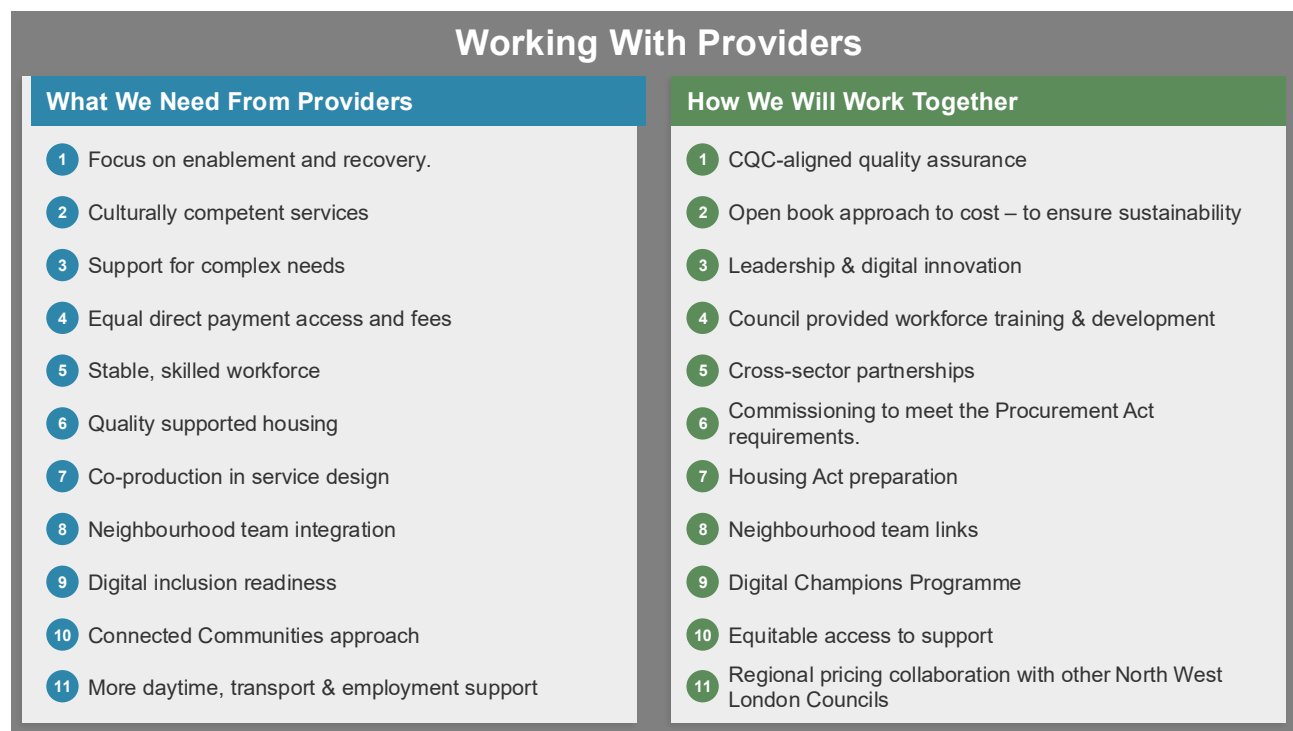 Working With Providers
What We Need From Providers
1 Focus on enablement and recovery.
2 Culturally competent services
3 Support for complex needs
4 Equal direct payment access and fees
5 Stable, skilled workforce
6 Quality supported housing
7 Co-production in service design
8 Neighbourhood team integration
9 Digital inclusion readiness
10 Connected Communities approach
11 More daytime, transport & employment support
How We Will Work Together
1 CQC-aligned quality assurance
2 Open book approach to cost – to ensure sustainability
3 Leadership & digital innovation
4 Council provided workforce training & development
5 Cross-sector partnerships
6 Commissioning to meet the Procurement Act
requirements.
7 Housing Act preparation
8 Neighbourhood team links
9 Digital Champions Programme
10 Equitable access to support
11 Regional pricing collaboration with other North West
London Councils